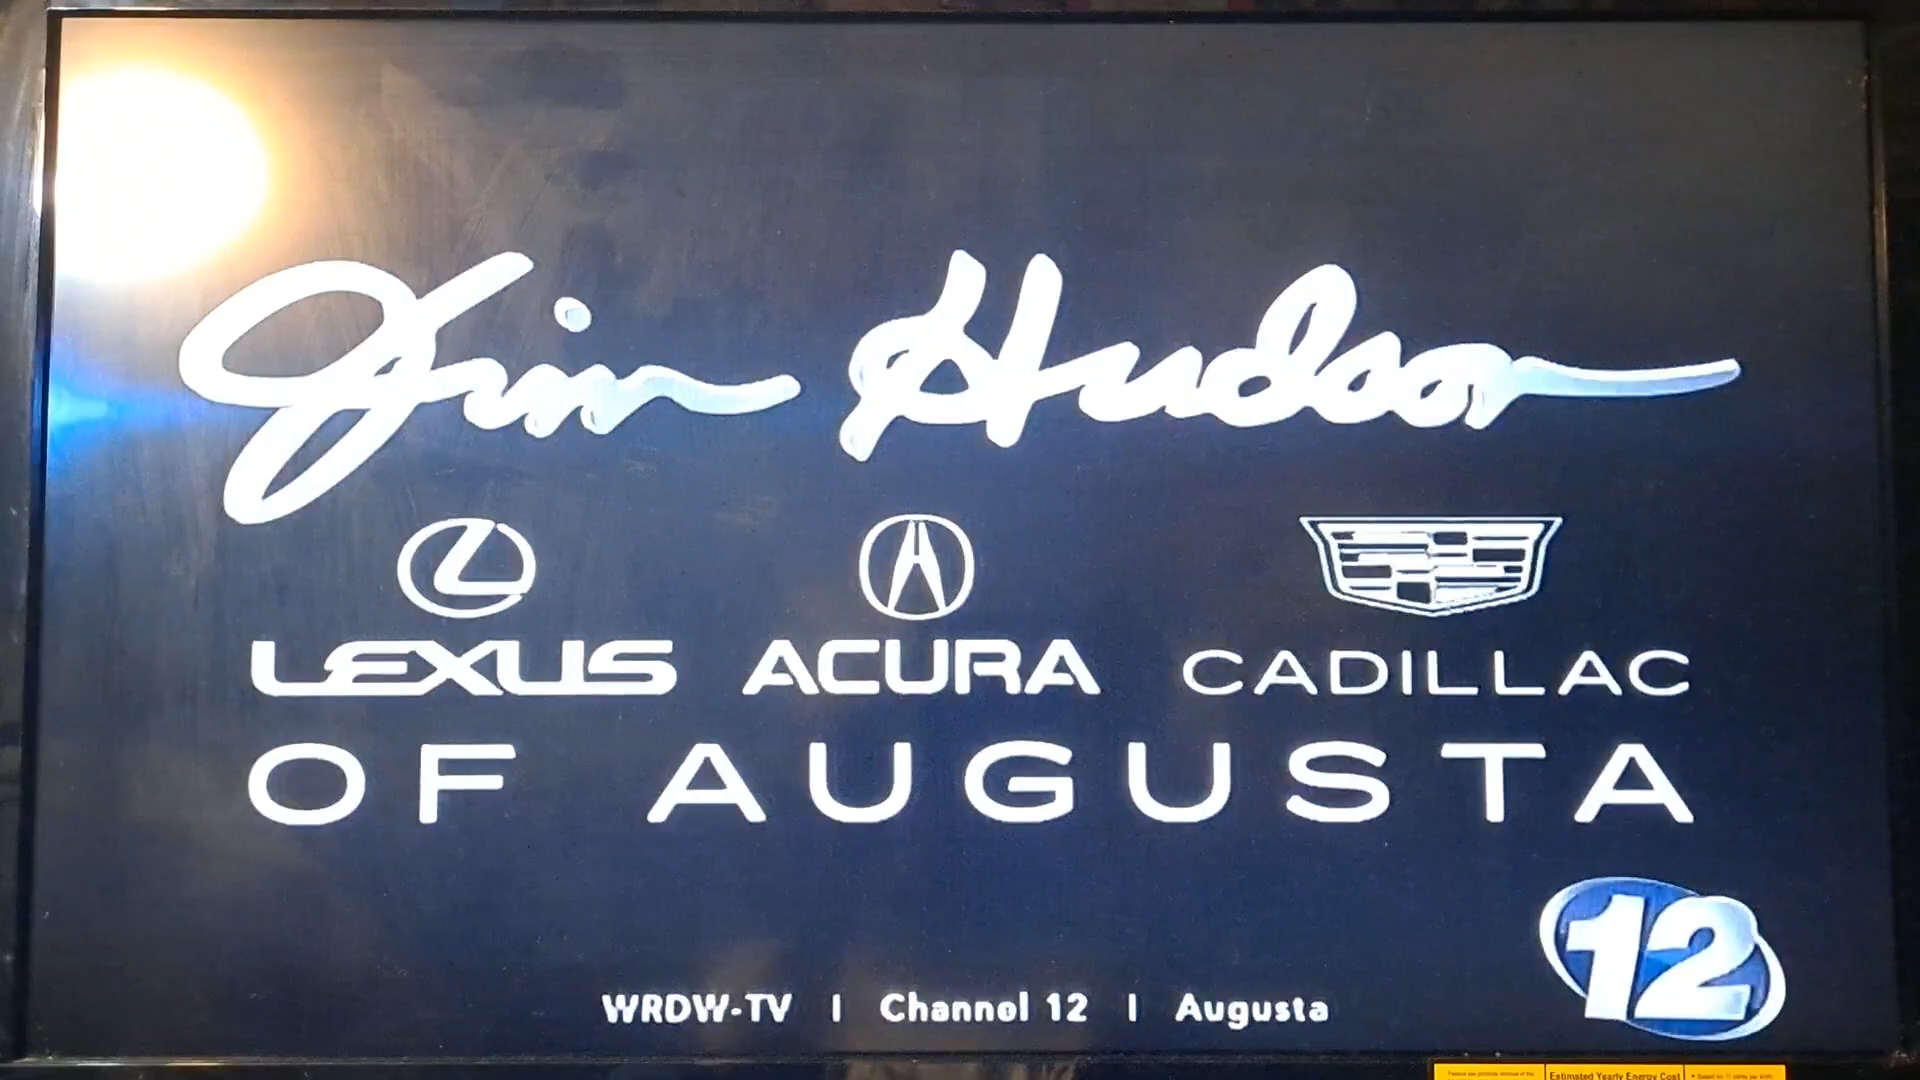 Jim Hudson
LEXUS ACURA CADILLAC
OF AUGUSTA
12
WRDW-TV | Channel 12 | Augusta
Estimated Yearly Energy Cost